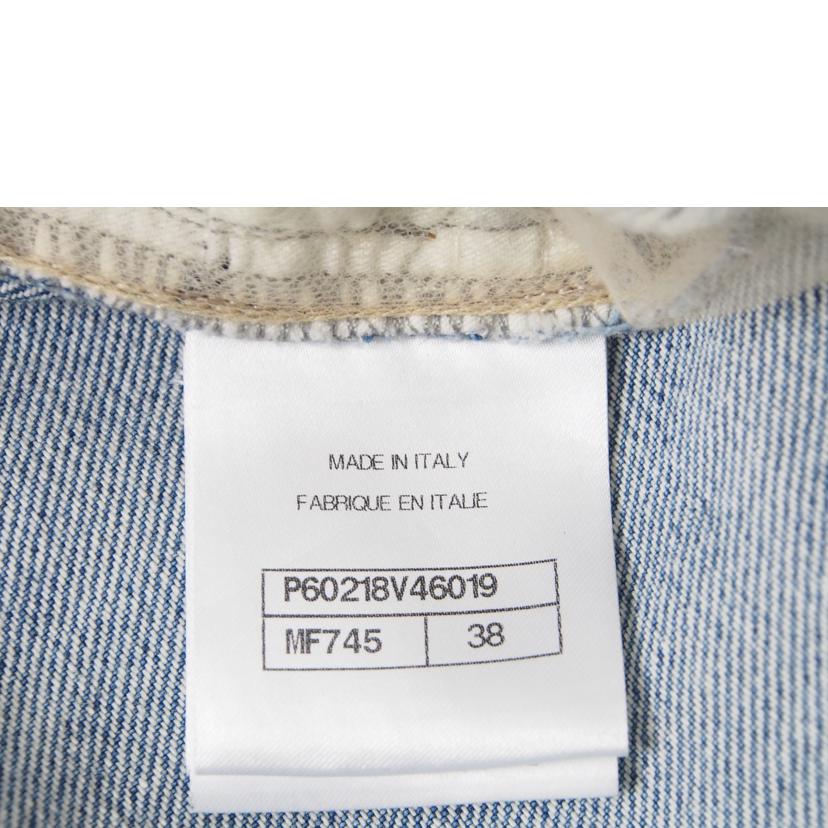 MADE IN ITALY
FABRIQUE EN ITALIE
P60218V46019
MF745 38